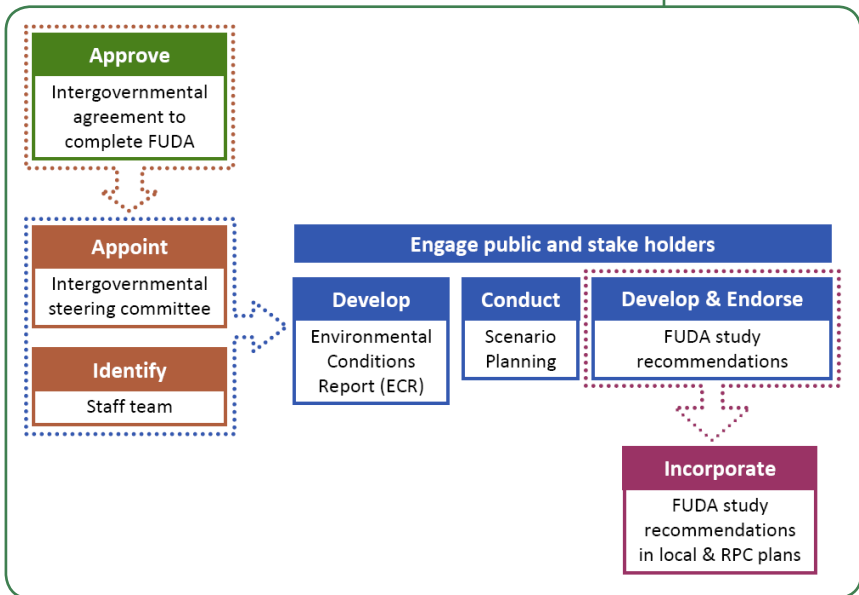 Approve
Intergovernmental
agreement to
complete FUDA
Appoint
Intergovernmental
steering committee
Identify
Staff team
Engage public and stake holders
Develop
Environmental
Conditions
Report (ECR)
Conduct
Scenario
Planning
Develop & Endorse
FUDA study
recommendations
Incorporate
FUDA study
recommendations
in local & RPC plans